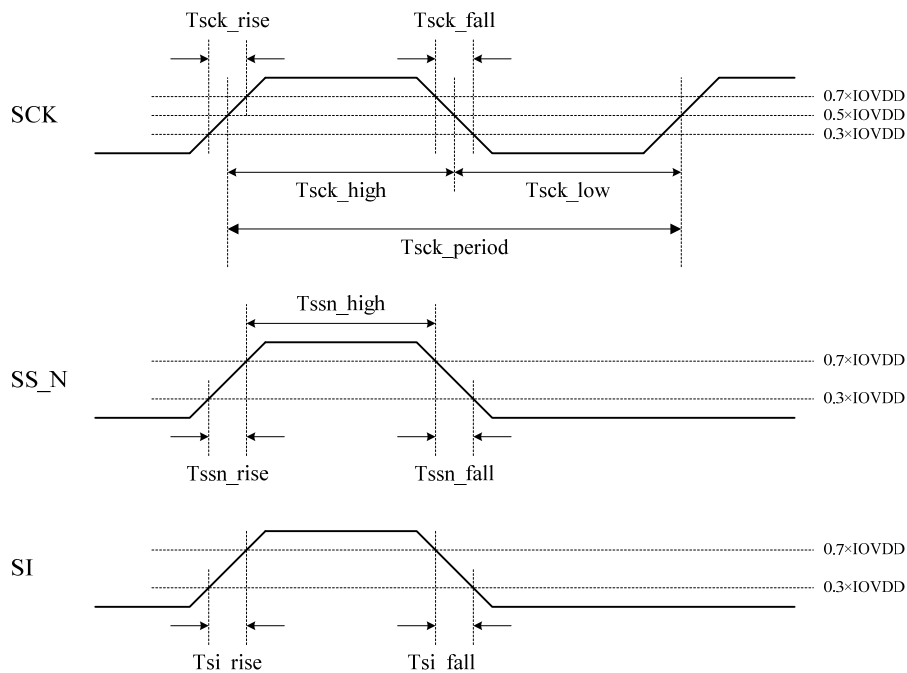 Tsck_rise Tsck_fall
SCK
0.7×IOVDD
0.5×IOVDD
0.3×IOVDD
Tsck_high Tsck_low
Tsck_period
Tssn_high
SS_N
0.7×IOVDD
0.3×IOVDD
Tssn_rise Tssn_fall
SI
0.7×IOVDD
0.3×IOVDD
Tsi_rise Tsi_fall